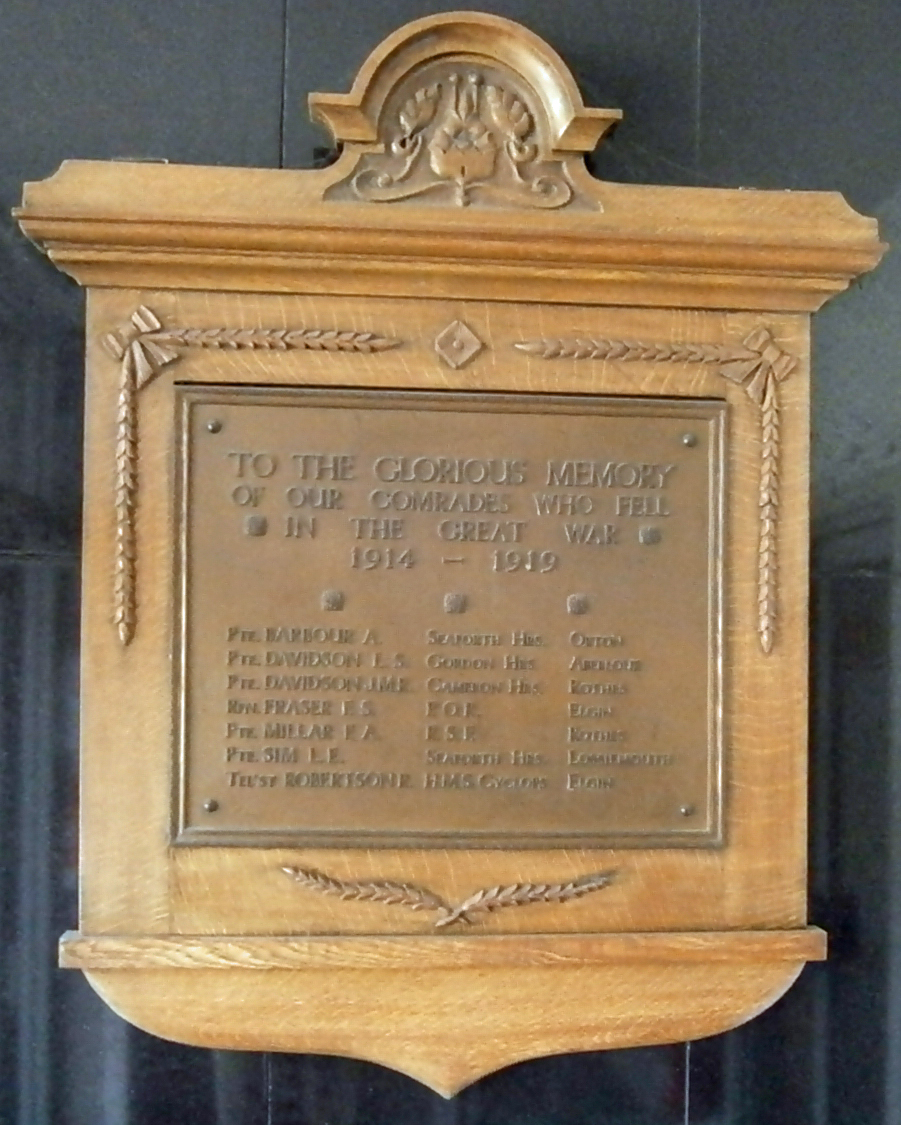 TO THE GLORIOUS MEMORY
OF OUR COMRADES WHO FELL
IN THE GREAT WAR
1914 – 1919
PTE. BARBOUR A. SEAFORTH HRS. ORTON
PTE. DAVIDSON L. S. GORDON HRS. ABERLOUR
PTE. DAVIDSON J.M.R. CAMERON HRS. ROTHES
RFN. FRASER E.S. ELGIN
PTE. MILLAR F.A. R.S.F. ROTHES
PTE. SIM L.E. SEAFORTH HRS. LOSSIEMOUTH
TEL'ST ROBERTSON R. H.M.S. CYCLOPS ELGIN